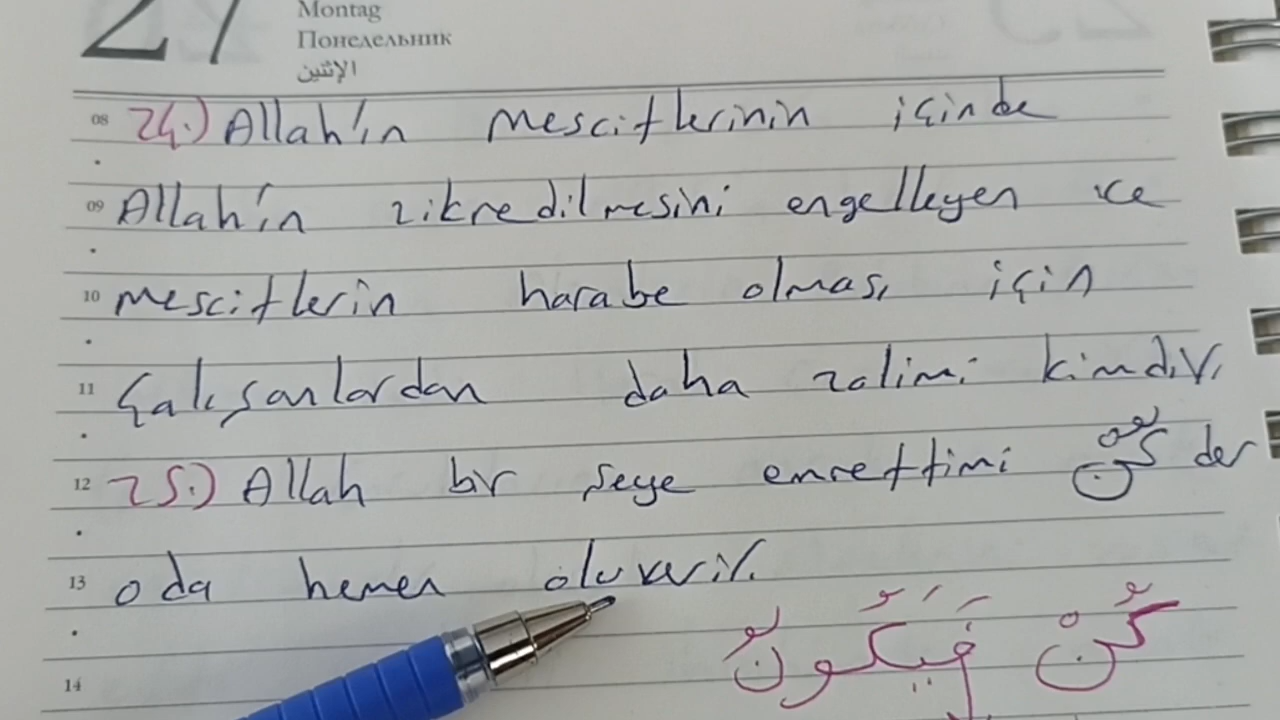 27
Montag
Понедельник
الإثنين
08 24.) Allah'ın mescitlerinin içinde
09 Allah'ın zikredilmesini engelleyen ve
10 mescitlerin harabe olması için
11 Çalışanlardan daha zalimi kimdir,
12 25.) Allah bir şeye emrettimi كُنْ der
13 oda hemen oluverir.
كُنْ فَيَكُونُ
14